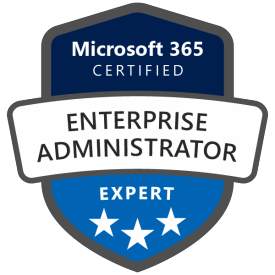 Microsoft 365
CERTIFIED
ENTERPRISE
ADMINISTRATOR
EXPERT